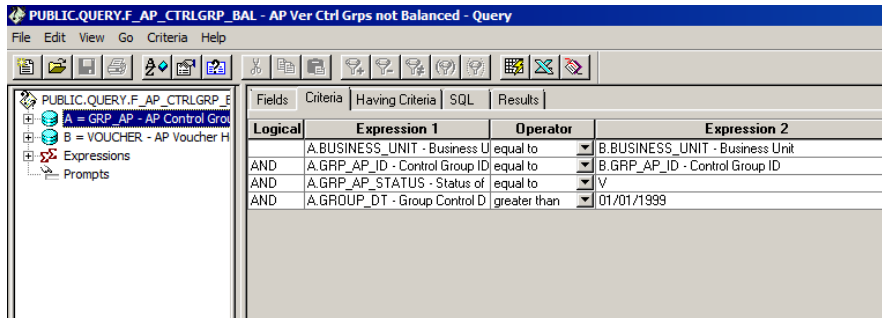 PUBLIC.QUERY.F_AP_CTRLGRP_BAL - AP Ver Ctrl Grps not Balanced - Query
File Edit View Go Criteria Help
PUBLIC.QUERY.F_AP_CTRLGRP_E
A = GRP_AP - AP Control Grou
B = VOUCHER - AP Voucher H
Expressions
Prompts
Fields Criteria Having Criteria SQL Results
Logical Expression 1 Operator Expression 2
A.BUSINESS_UNIT - Business U equal to B.BUSINESS_UNIT - Business Unit
AND A.GRP_AP_ID - Control Group ID equal to B.GRP_AP_ID - Control Group ID
AND A.GRP_AP_STATUS - Status of equal to V
AND A.GROUP_DT - Group Control D greater than 01/01/1999